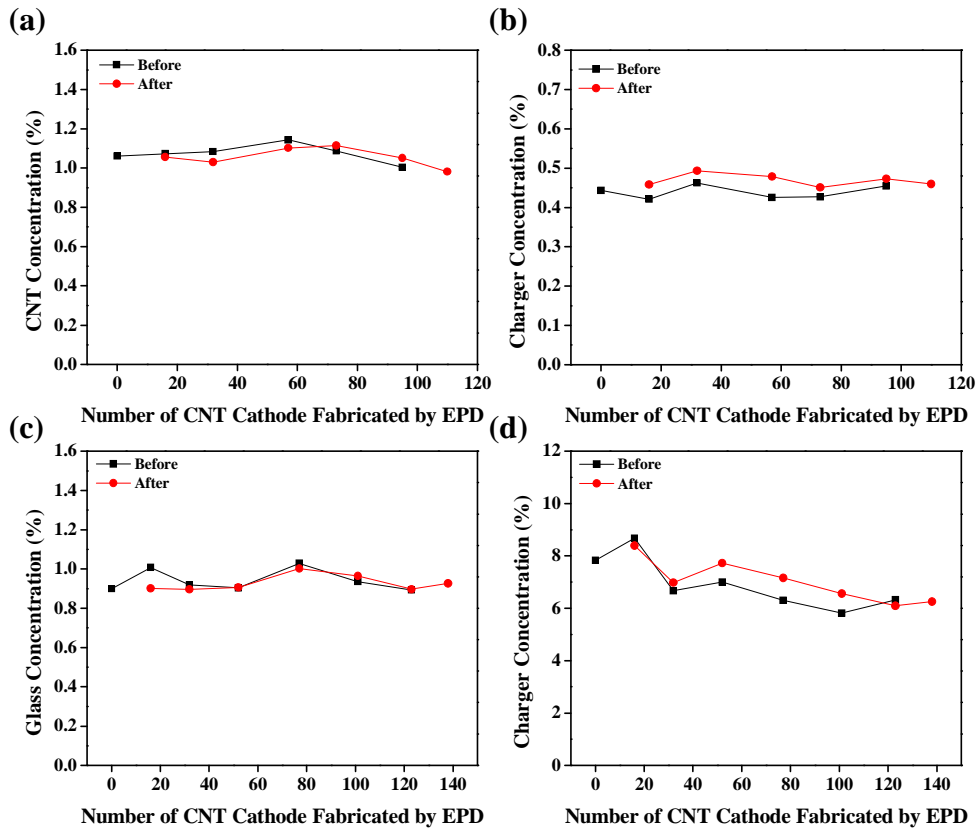 (a)
1.6
1.4
1.2
1.0
0.8
0.6
0.4
0.2
0.0
CNT Concentration (%)
Before
After
0 20 40 60 80 100 120
Number of CNT Cathode Fabricated by EPD
(b)
0.8
0.7
0.6
0.5
0.4
0.3
0.2
0.1
0.0
Charger Concentration (%)
Before
After
0 20 40 60 80 100 120
Number of CNT Cathode Fabricated by EPD
(c)
1.6
1.4
1.2
1.0
0.8
0.6
0.4
0.2
0.0
Glass Concentration (%)
Before
After
0 20 40 60 80 100 120 140
Number of CNT Cathode Fabricated by EPD
(d)
12
10
8
6
4
2
0
Charger Concentration (%)
Before
After
0 20 40 60 80 100 120 140
Number of CNT Cathode Fabricated by EPD